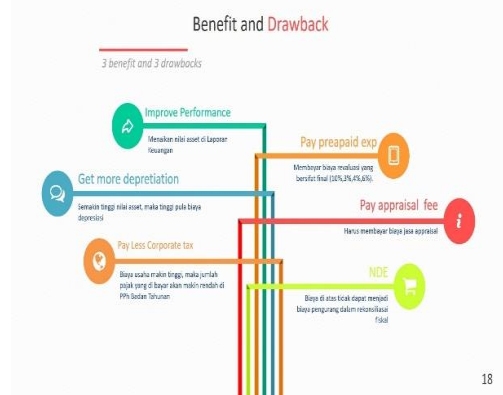 Benefit and Drawback
3 benefit and 3 drawbacks
Improve Performance
Menaikan nilai asset di Laporan
Keuangan
Pay preapaid exp
Membayar biaya revaluasi yang
bersifat final (10%,3%,4%,6%).
Get more depretiation
Semakin tinggi nilai asset, maka tinggi pula biaya
depresiasi
Pay appraisal fee
Harus membayar biaya jasa appraisal
Pay Less Corporate tax
Biaya usaha makin tinggi, maka jumlah
pajak yang di bayar akan makin rendah di
PPh Badan Tahunan
NDE
Biaya di atas tidak dapat menjadi
biaya pengurang dalam rekonsiliasai
fiskal
18